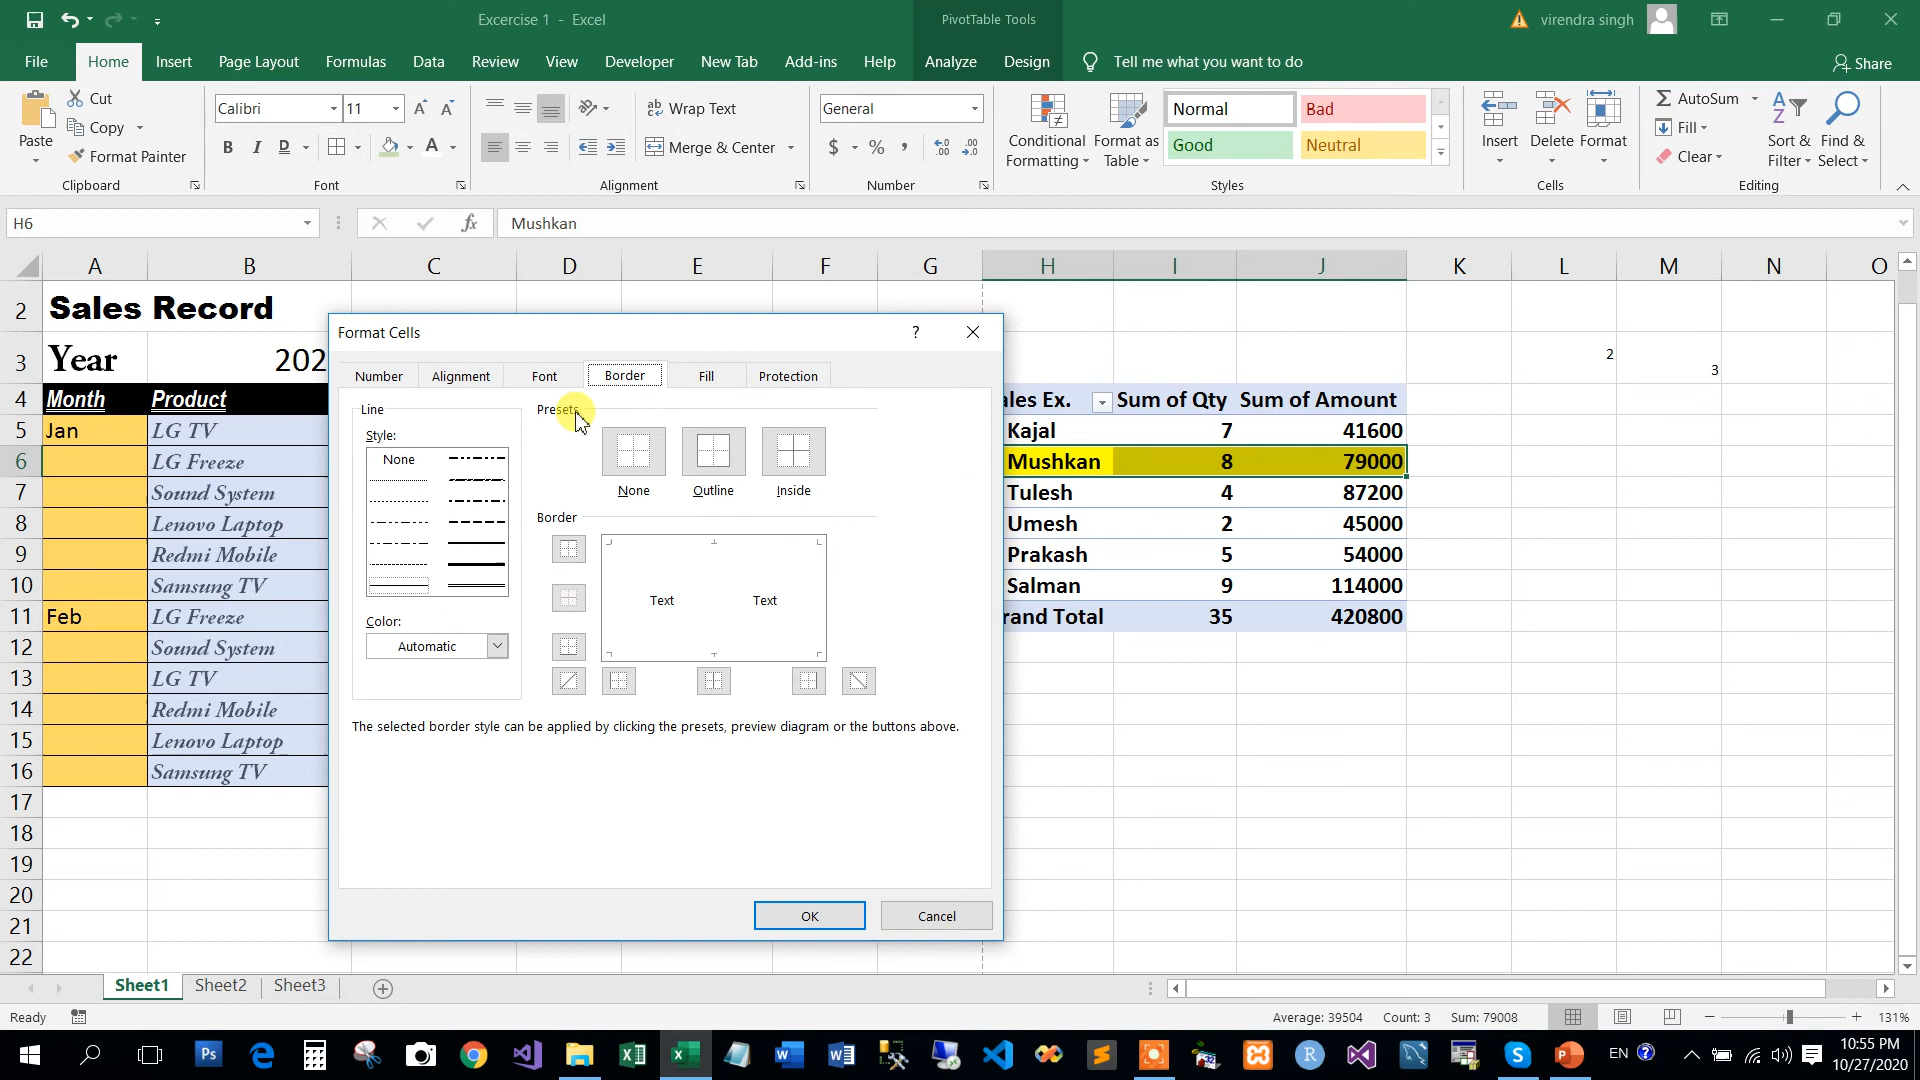 Excercise 1 - Excel
PivotTable Tools
virendra singh
File Home Insert Page Layout Formulas Data Review View Developer New Tab Add-ins Help Analyze Design Tell me what you want to do Share
Paste
Cut
Copy
Format Painter
Clipboard
Calibri 11
B I D A
Font
Wrap Text
Merge & Center
Alignment
General
$ % ,
Number
Conditional Formatting
Format as Table
Normal Bad
Good Neutral
Styles
Insert Delete Format
Cells
AutoSum
Fill
Clear
Sort & Filter
Find & Select
Editing
H6 fx Mushkan
A B C D E F G H I J K L M N O
2 Sales Record
3 Year 202 2 3
4 Month Product ales Ex. Sum of Qty Sum of Amount
5 Jan LG TV Kajal 7 41600
6 LG Freeze Mushkan 8 79000
7 Sound System Tulesh 4 87200
8 Lenovo Laptop Umesh 2 45000
9 Redmi Mobile Prakash 5 54000
10 Samsung TV Salman 9 114000
11 Feb LG Freeze rand Total 35 420800
12 Sound System
13 LG TV
14 Redmi Mobile
15 Lenovo Laptop
16 Samsung TV
17
18
19
20
21
22
Format Cells ?
Number Alignment Font Border Fill Protection
Line
Style:
None
Color:
Automatic
Presets
None Outline Inside
Border
Text Text
The selected border style can be applied by clicking the presets, preview diagram or the buttons above.
OK Cancel
Sheet1 Sheet2 Sheet3
Ready Average: 39504 Count: 3 Sum: 79008 131%
Ps R EN 10:55 PM
10/27/2020